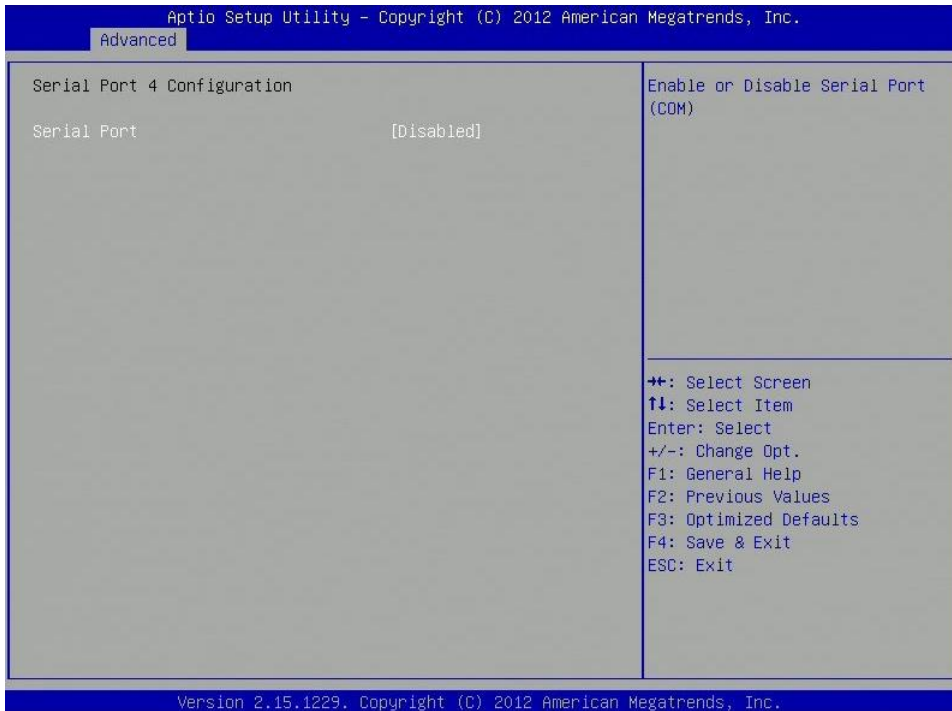 Aptio Setup Utility – Copyright (C) 2012 American Megatrends, Inc.
Advanced
Serial Port 4 Configuration
Serial Port [Disabled]
Enable or Disable Serial Port
(COM)
→←: Select Screen
↑↓: Select Item
Enter: Select
+/-: Change Opt.
F1: General Help
F2: Previous Values
F3: Optimized Defaults
F4: Save & Exit
ESC: Exit
Version 2.15.1229. Copyright (C) 2012 American Megatrends, Inc.